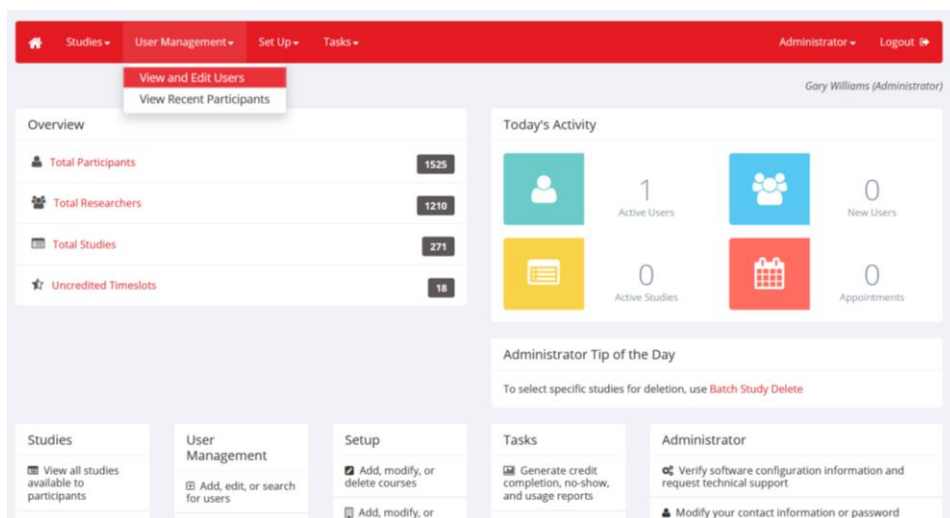 Studies
User Management
Set Up
Tasks
Administrator
Logout
View and Edit Users
View Recent Participants
Gary Williams (Administrator)
Overview
Total Participants
1525
Total Researchers
1210
Total Studies
271
Uncredited Timeslots
18
Today's Activity
1
Active Users
0
New Users
0
Active Studies
0
Appointments
Administrator Tip of the Day
To select specific studies for deletion, use Batch Study Delete
Studies
View all studies
available to
participants
User
Management
Add, edit, or search
for users
Setup
Add, modify, or
delete courses
Add, modify, or
Tasks
Generate credit
completion, no-show,
and usage reports
Administrator
Verify software configuration information and
request technical support
Modify your contact information or password